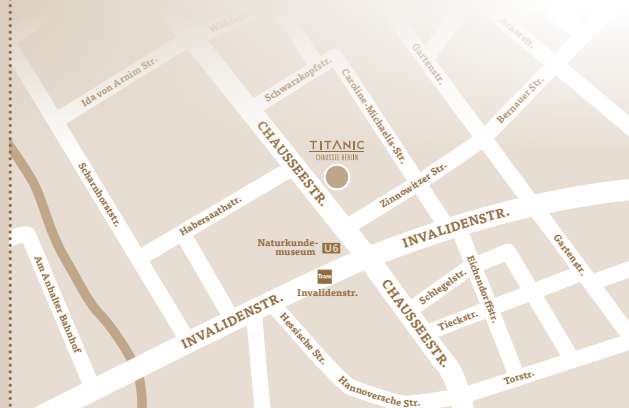 Ackerstr.
Gartenstr.
Ida von Arnim Str.
Schwarzkopfstr.
Caroline-Michaelis-Str.
Bernauer Str.
CHAUSSEESTR.
TITANIC
CHAUSSEE BERLIN
Scharnhorststr.
Zinnowitzer Str.
Habersaathstr.
INVALIDENSTR.
Naturkunde-
museum U6
Gartenstr.
Am Anhalter Bahnhof
Tram
Invalidenstr.
Schlegelstr.
Eichendorffstr.
CHAUSSEESTR.
INVALIDENSTR.
Tieckstr.
Hessische Str.
Torstr.
Hannoversche Str.